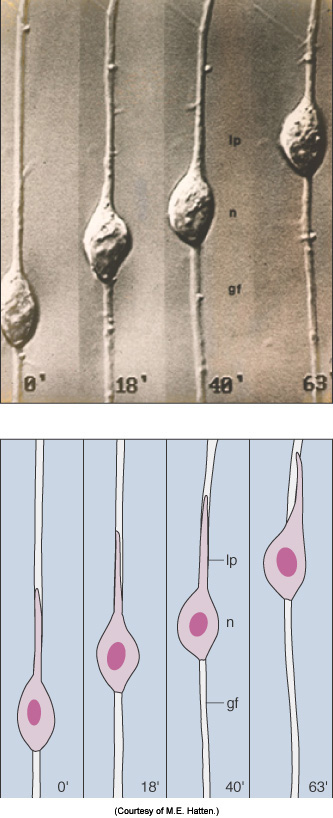 lp
n
gf
0' 18' 40' 63'
lp
n
gf
0' 18' 40' 63'
(Courtesy of M.E. Hatten.)